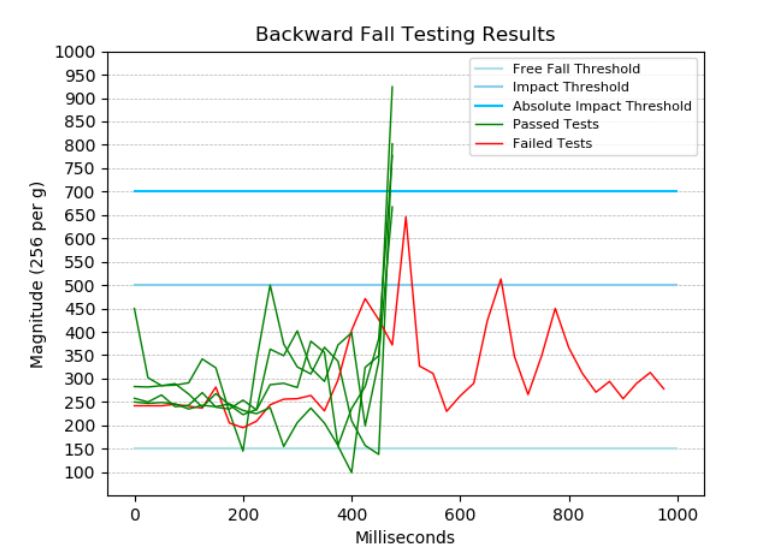 Backward Fall Testing Results
Free Fall Threshold
Impact Threshold
Absolute Impact Threshold
Passed Tests
Failed Tests
Magnitude (256 per g)
1000
950
900
850
800
750
700
650
600
550
500
450
400
350
300
250
200
150
100
0 200 400 600 800 1000
Milliseconds